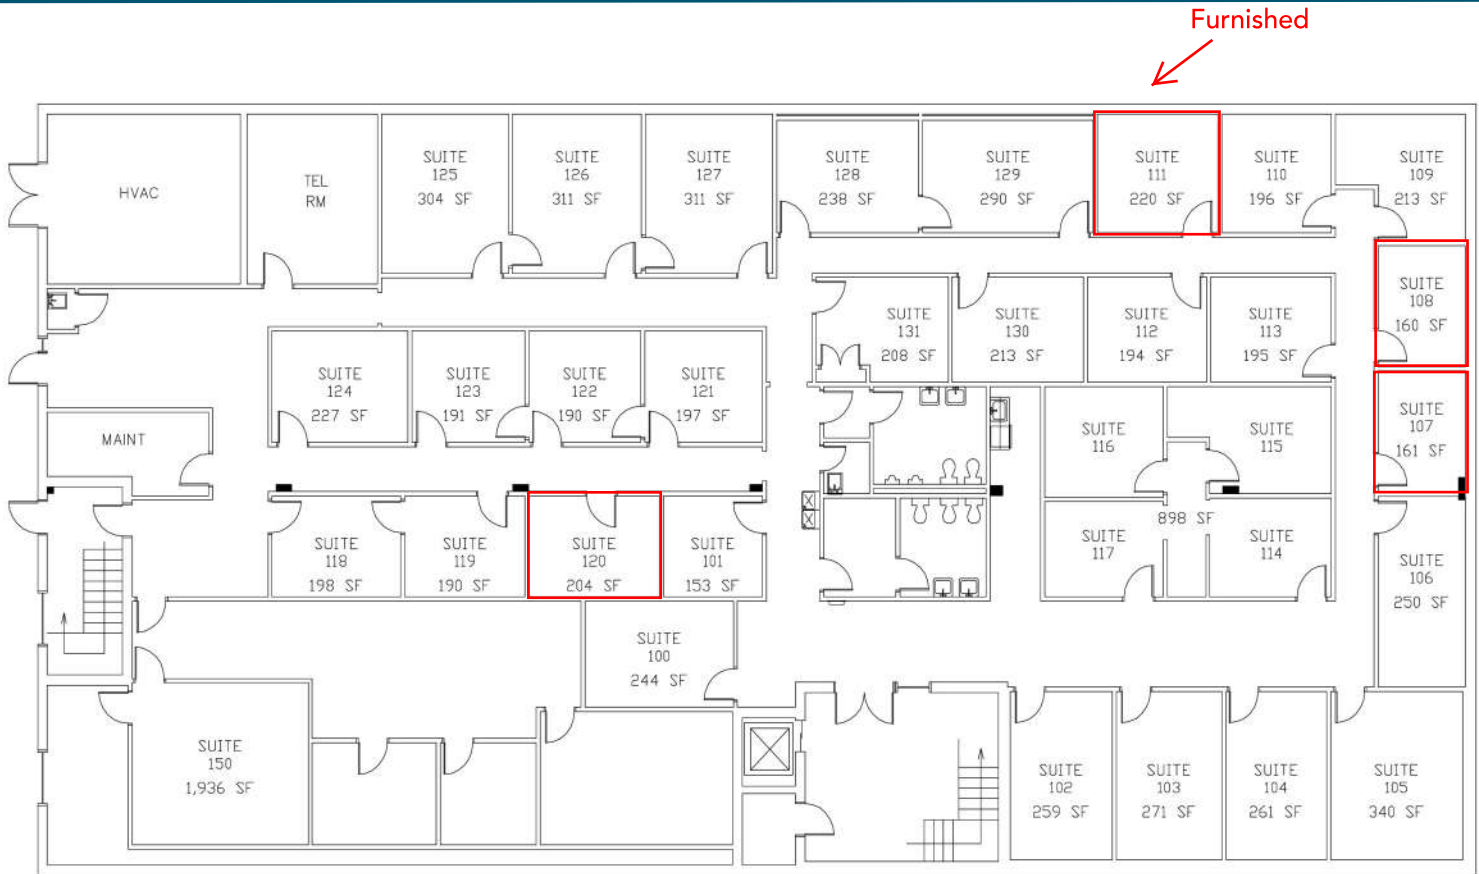 Furnished
HVAC
TEL
RM
SUITE
125
304 SF
SUITE
126
311 SF
SUITE
127
311 SF
SUITE
128
238 SF
SUITE
129
290 SF
SUITE
111
220 SF
SUITE
110
196 SF
SUITE
109
213 SF
SUITE
108
160 SF
SUITE
131
208 SF
SUITE
130
213 SF
SUITE
112
194 SF
SUITE
113
195 SF
SUITE
124
227 SF
SUITE
123
191 SF
SUITE
122
190 SF
SUITE
121
197 SF
MAINT
SUITE
116
SUITE
115
SUITE
107
161 SF
898 SF
SUITE
118
198 SF
SUITE
119
190 SF
SUITE
120
204 SF
SUITE
101
153 SF
SUITE
117
SUITE
114
SUITE
106
250 SF
SUITE
100
244 SF
SUITE
150
1,936 SF
SUITE
102
259 SF
SUITE
103
271 SF
SUITE
104
261 SF
SUITE
105
340 SF